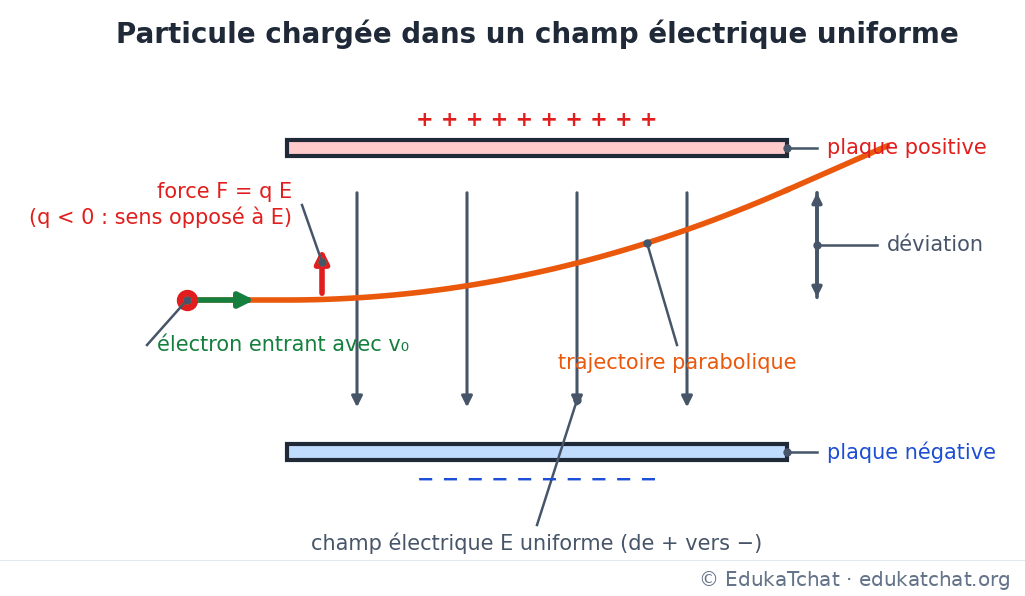 Particule chargée dans un champ électrique uniforme
+ + + + + + + + + +
plaque positive
force F = q E
(q < 0 : sens opposé à E)
déviation
électron entrant avec v₀
trajectoire parabolique
plaque négative
− − − − − − − − − −
champ électrique E uniforme (de + vers −)
© EdukaTchat · edukatchat.org